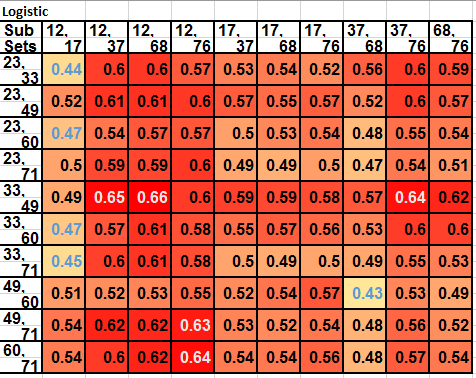 Logistic
Sub Sets 12, 17 12, 37 12, 68 12, 76 17, 37 17, 68 17, 76 37, 68 37, 76 68, 76
23, 33 0.44 0.6 0.6 0.57 0.53 0.54 0.52 0.56 0.6 0.59
23, 49 0.52 0.61 0.61 0.6 0.57 0.55 0.57 0.52 0.6 0.57
23, 60 0.47 0.54 0.57 0.57 0.5 0.53 0.54 0.48 0.55 0.54
23, 71 0.5 0.59 0.59 0.6 0.49 0.49 0.5 0.47 0.54 0.51
33, 49 0.49 0.65 0.66 0.6 0.59 0.59 0.58 0.57 0.64 0.62
33, 60 0.47 0.57 0.61 0.58 0.55 0.57 0.56 0.53 0.6 0.6
33, 71 0.45 0.6 0.61 0.58 0.5 0.49 0.5 0.49 0.55 0.53
49, 60 0.51 0.52 0.53 0.55 0.52 0.54 0.57 0.43 0.53 0.49
49, 71 0.54 0.62 0.62 0.63 0.53 0.52 0.54 0.48 0.56 0.52
60, 71 0.54 0.6 0.62 0.64 0.54 0.54 0.56 0.48 0.57 0.54